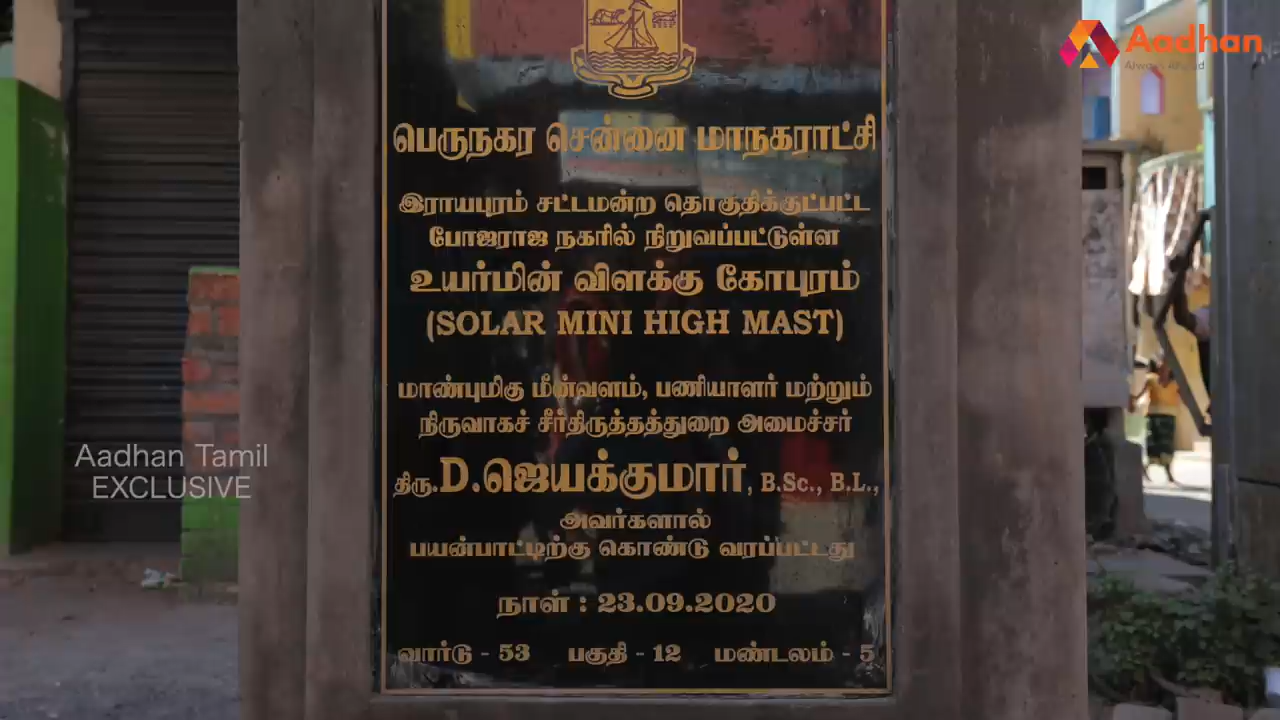 Aadhan
Always Ahead
பெருநகர சென்னை மாநகராட்சி
இராயபுரம் சட்டமன்ற தொகுதிக்குட்பட்ட
போஜராஜ நகரில் நிறுவப்பட்டுள்ள
உயர்மின் விளக்கு கோபுரம்
(SOLAR MINI HIGH MAST)
மாண்புமிகு மீன்வளம், பணியாளர் மற்றும்
நிருவாகச் சீர்திருத்தத்துறை அமைச்சர்
திரு.D.ஜெயக்குமார், B.Sc., B.L.,
அவர்களால்
பயன்பாட்டிற்கு கொண்டு வரப்பட்டது
நாள் : 23.09.2020
வார்டு - 53 பகுதி - 12 மண்டலம் - 5
Aadhan Tamil
EXCLUSIVE